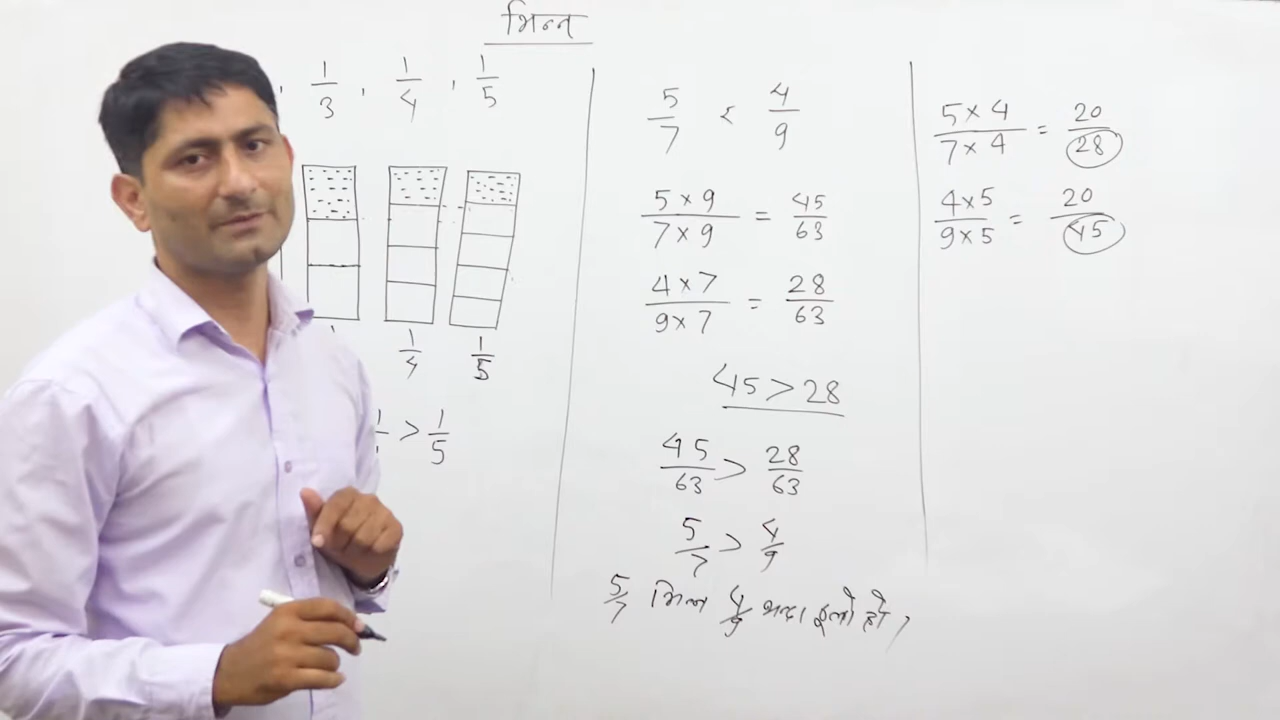 भिन्न
, 1/3 , 1/4 , 1/5
1/4 1/5
> 1/5
5/7 < 4/9
5 × 9 / 7 × 9 = 45/63
4 × 7 / 9 × 7 = 28/63
45 > 28
45/63 > 28/63
5/7 > 4/9
5/7 भिन्न 4/9 भन्दा ठूलो हो ।
5 × 4 / 7 × 4 = 20/28
4 × 5 / 9 × 5 = 20/45